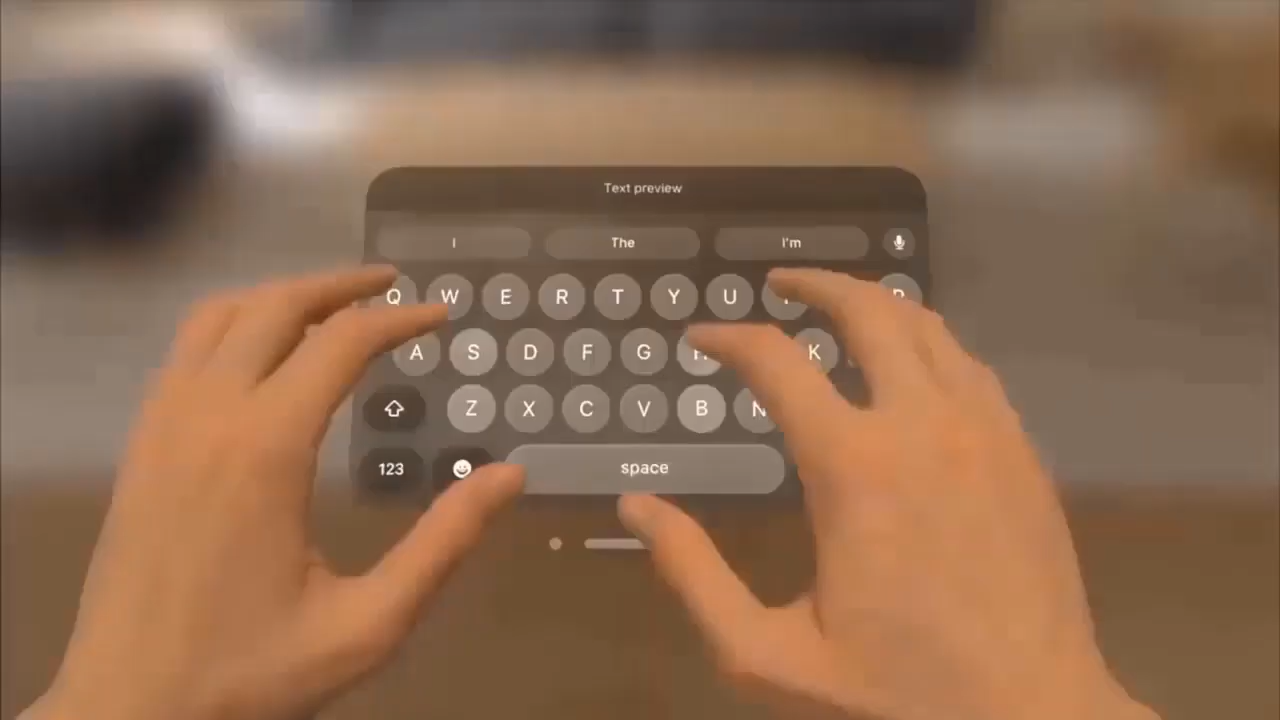 Text preview
I The I'm
Q W E R T Y U
A S D F G H K
Z X C V B N
123 space